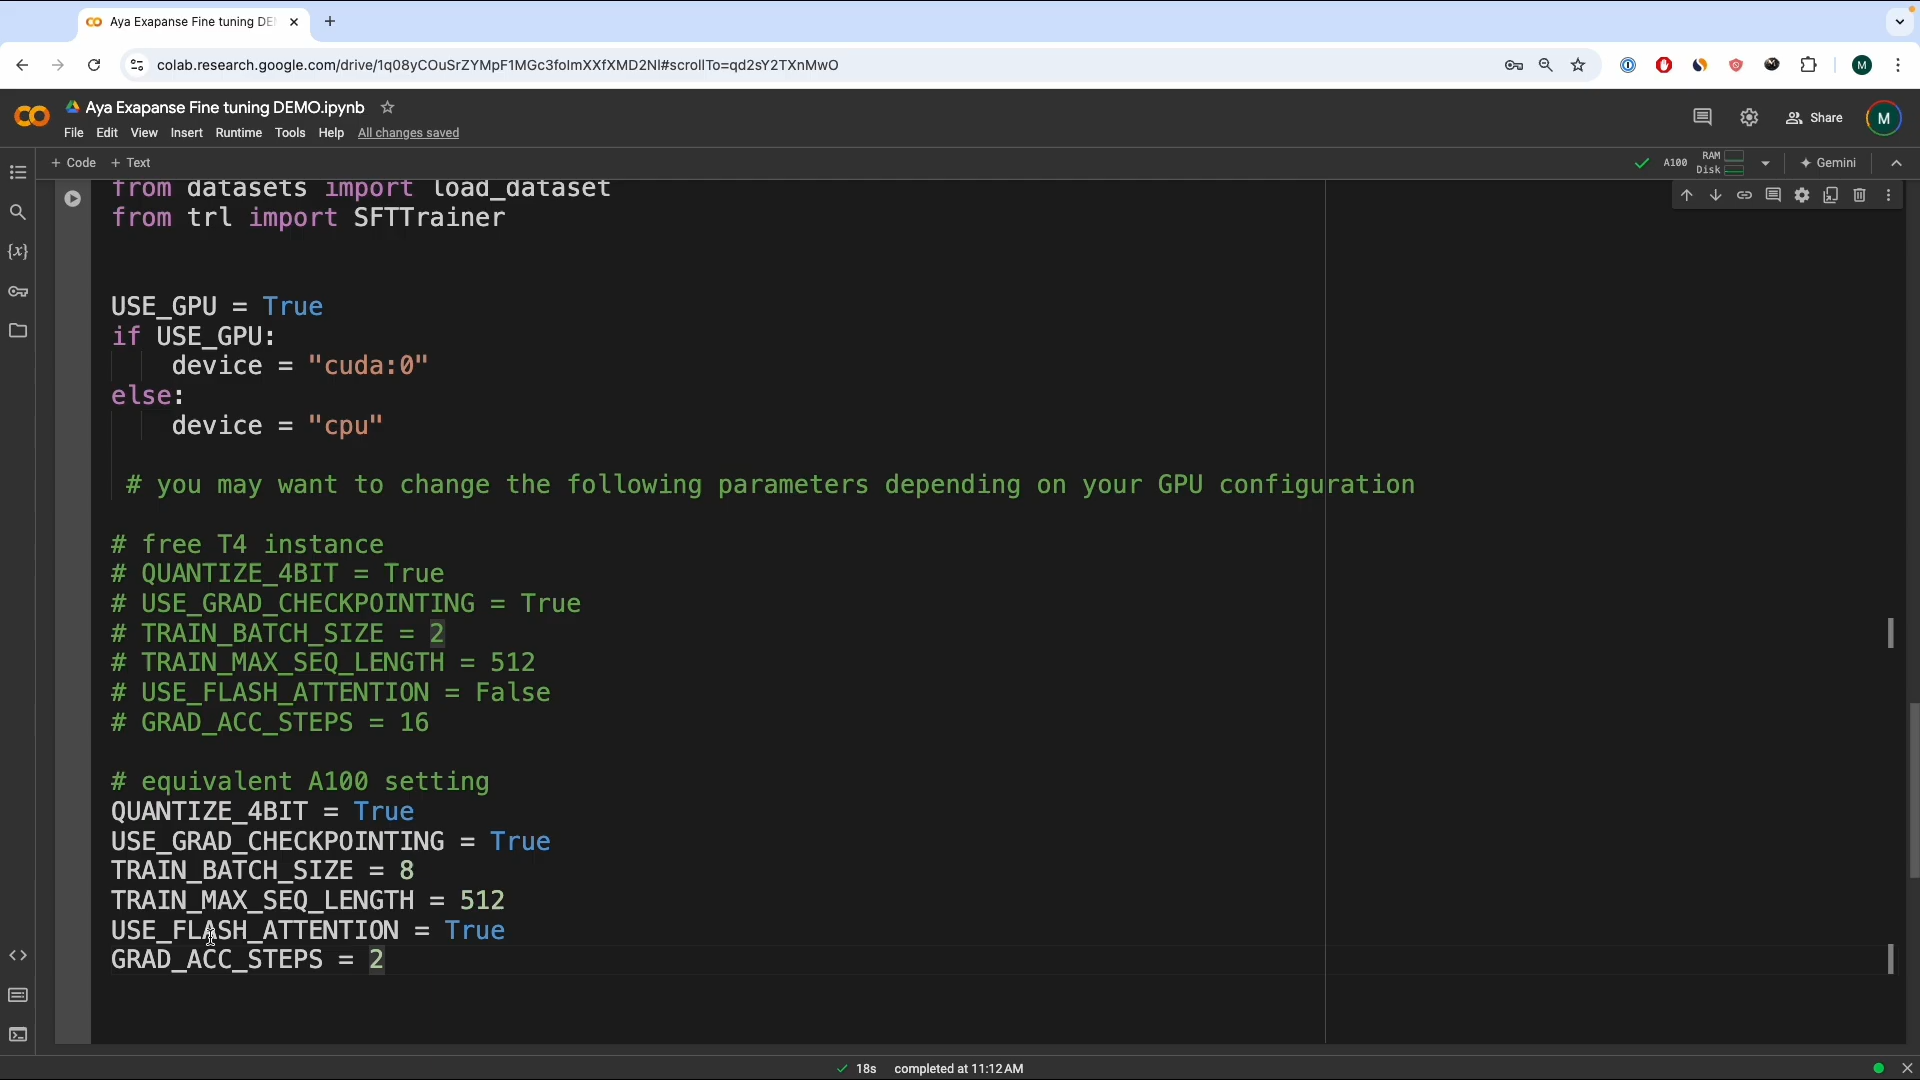 Aya Exapanse Fine tuning DE
colab.research.google.com/drive/1q08yCOuSrZYMpF1MGc3foImXXfXMD2NI#scrollTo=qd2sY2TXnMwO
M
Aya Exapanse Fine tuning DEMO.ipynb
File Edit View Insert Runtime Tools Help All changes saved
Share
M
+ Code + Text
A100
RAM
Disk
Gemini
from datasets import load_dataset
from trl import SFTTrainer
USE_GPU = True
if USE_GPU:
device = "cuda:0"
else:
device = "cpu"
# you may want to change the following parameters depending on your GPU configuration
# free T4 instance
# QUANTIZE_4BIT = True
# USE_GRAD_CHECKPOINTING = True
# TRAIN_BATCH_SIZE = 2
# TRAIN_MAX_SEQ_LENGTH = 512
# USE_FLASH_ATTENTION = False
# GRAD_ACC_STEPS = 16
# equivalent A100 setting
QUANTIZE_4BIT = True
USE_GRAD_CHECKPOINTING = True
TRAIN_BATCH_SIZE = 8
TRAIN_MAX_SEQ_LENGTH = 512
USE_FLASH_ATTENTION = True
GRAD_ACC_STEPS = 2
18s completed at 11:12 AM